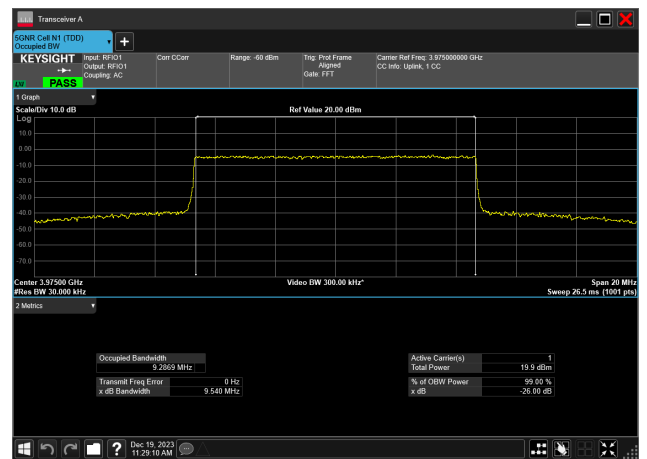 Transceiver A
5GNR Cell N1 (TDD)
Occupied BW
KEYSIGHT
Input: RFIO1
Output: RFIO1
Coupling: AC
Corr CCorr
Range: -60 dBm
Trig: Prot Frame
Aligned
Gate: FFT
Carrier Ref Freq: 3.975000000 GHz
CC Info: Uplink, 1 CC
PASS
1 Graph
Scale/Div 10.0 dB
Ref Value 20.00 dBm
Log
10.0
0.00
-10.0
-20.0
-30.0
-40.0
-50.0
-60.0
-70.0
Center 3.97500 GHz
Video BW 300.00 kHz*
Span 20 MHz
#Res BW 30.000 kHz
Sweep 26.5 ms (1001 pts)
2 Metrics
Occupied Bandwidth
9.2869 MHz
Transmit Freq Error 0 Hz
x dB Bandwidth 9.540 MHz
Active Carrier(s) 1
Total Power 19.9 dBm
% of OBW Power 99.00 %
x dB -26.00 dB
Dec 19, 2023
11:29:10 AM